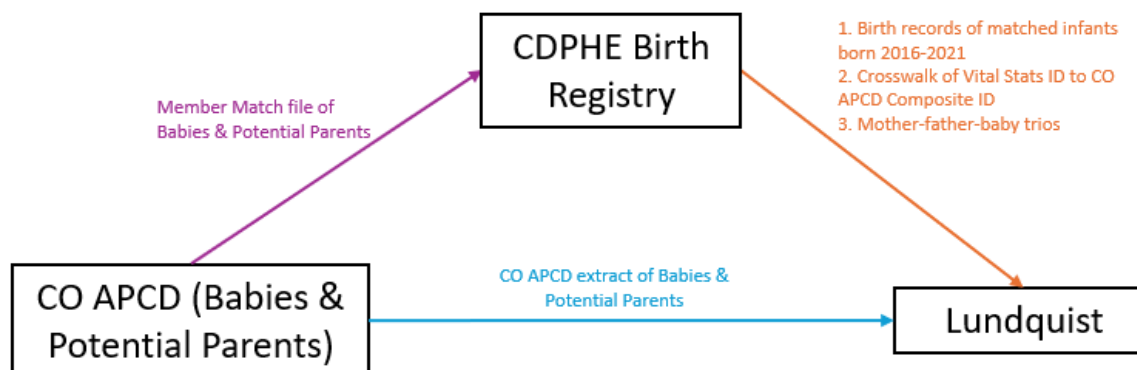 CDPHE Birth
Registry
1. Birth records of matched infants
born 2016-2021
2. Crosswalk of Vital Stats ID to CO
APCD Composite ID
3. Mother-father-baby trios
Member Match file of
Babies & Potential Parents
CO APCD (Babies &
Potential Parents)
CO APCD extract of Babies &
Potential Parents
Lundquist